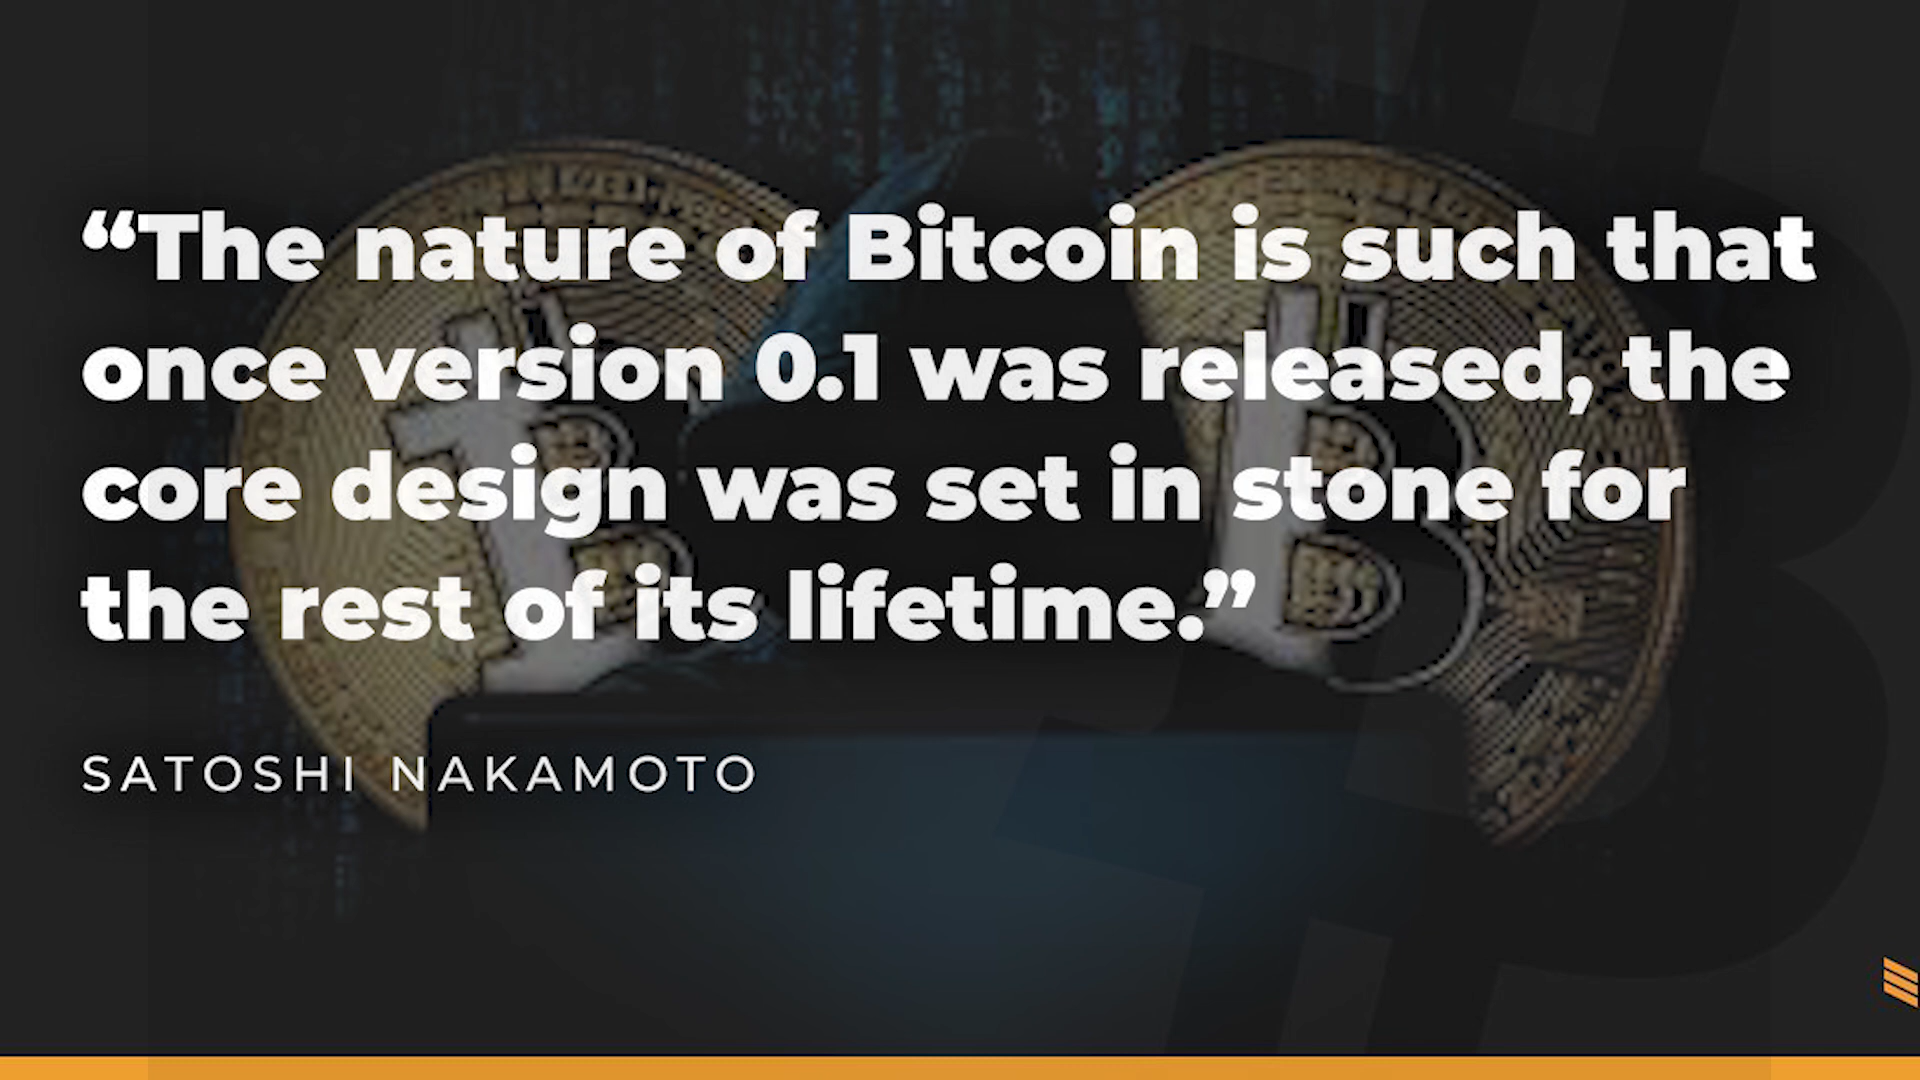 “The nature of Bitcoin is such that
once version 0.1 was released, the
core design was set in stone for
the rest of its lifetime.”
SATOSHI NAKAMOTO